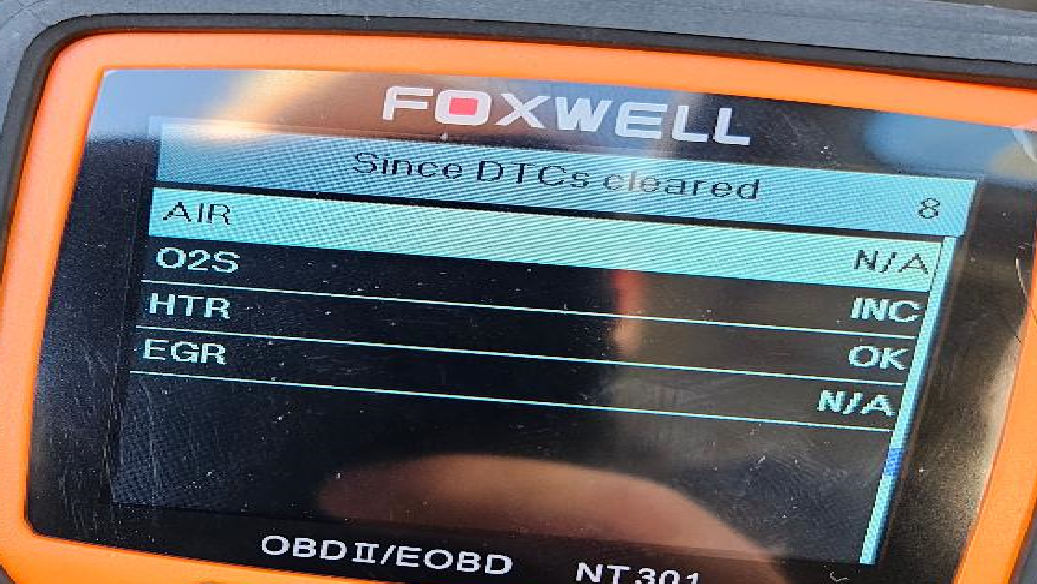 FOXWELL
Since DTCs cleared 8
AIR N/A
O2S INC
HTR OK
EGR N/A
OBDII/EOBD NT301